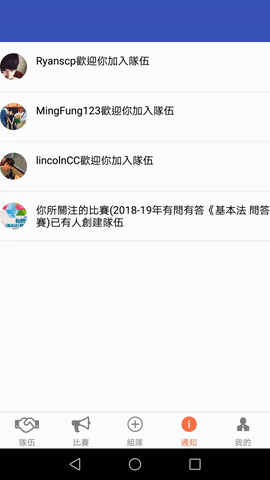 Ryanscp歡迎你加入隊伍
MingFung123歡迎你加入隊伍
lincolnCC歡迎你加入隊伍
你所關注的比賽(2018-19年有問有答《基本法 問答
賽)已有人創建隊伍
隊伍
比賽
組隊
通知
我的